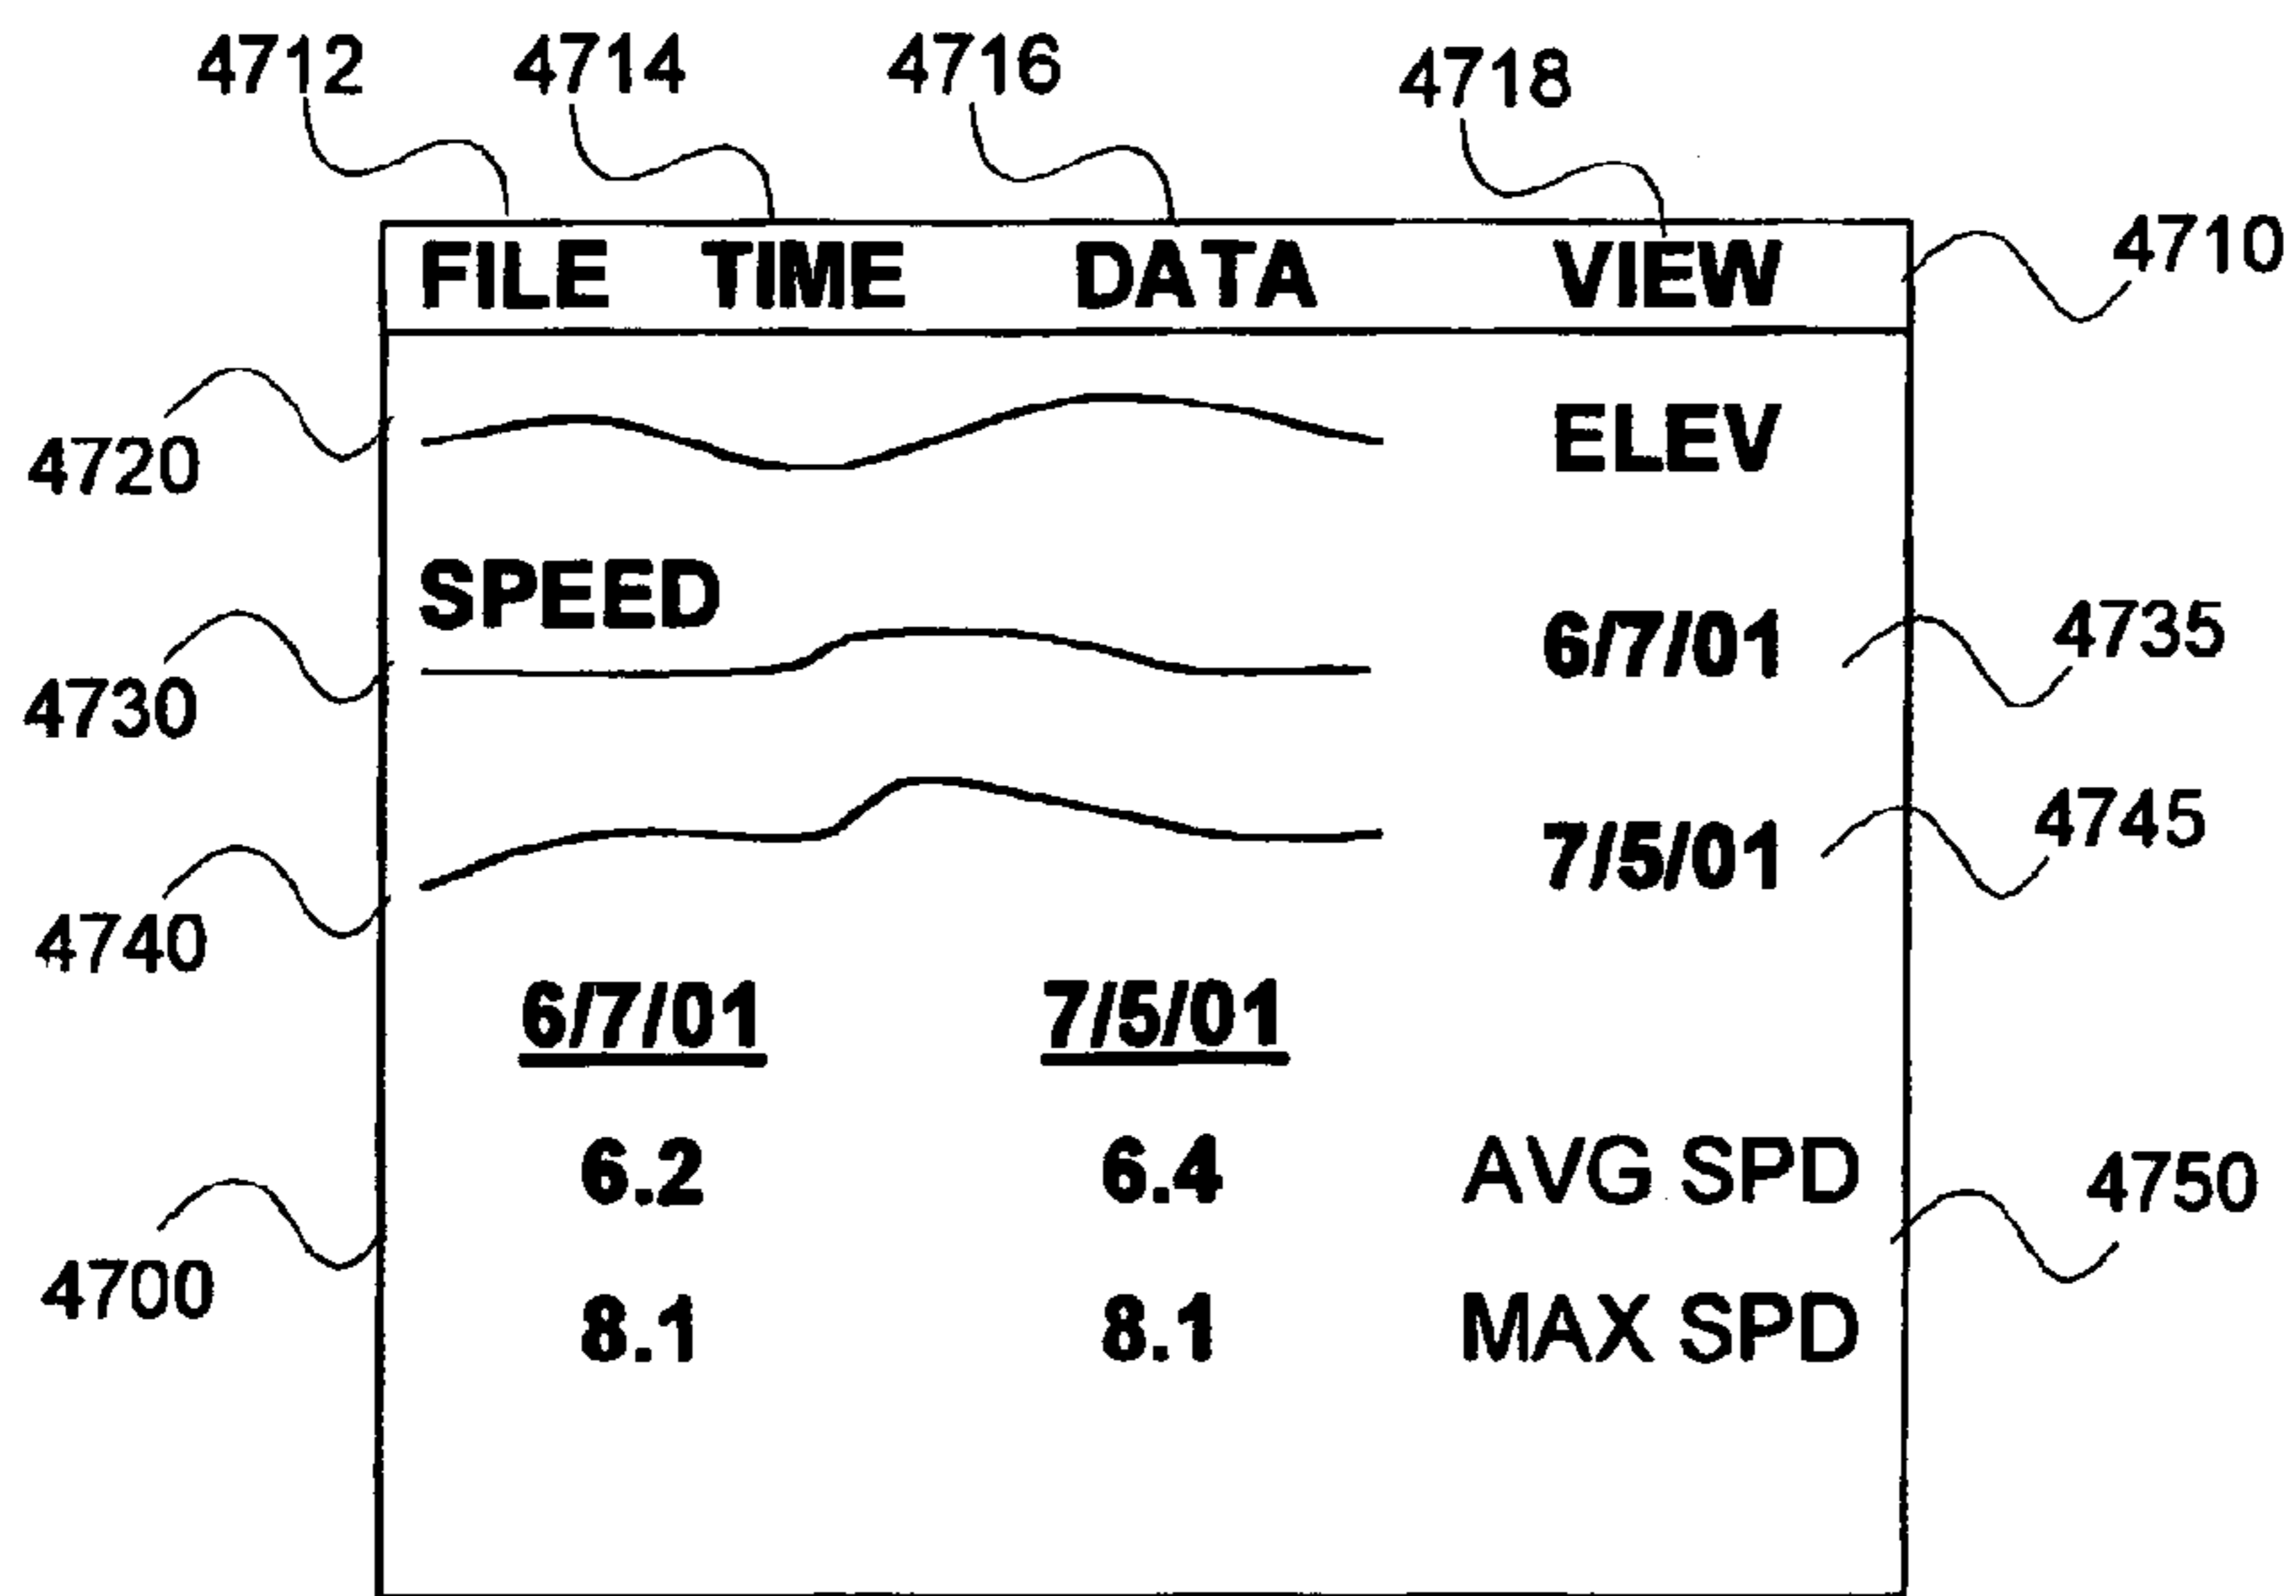 4712 4714 4716 4718
4710
FILE TIME DATA VIEW
4720 ELEV
SPEED
4730 6/7/01 4735
7/5/01 4745
4740
6/7/01 7/5/01
6.2 6.4 AVG SPD 4750
4700
8.1 8.1 MAX SPD